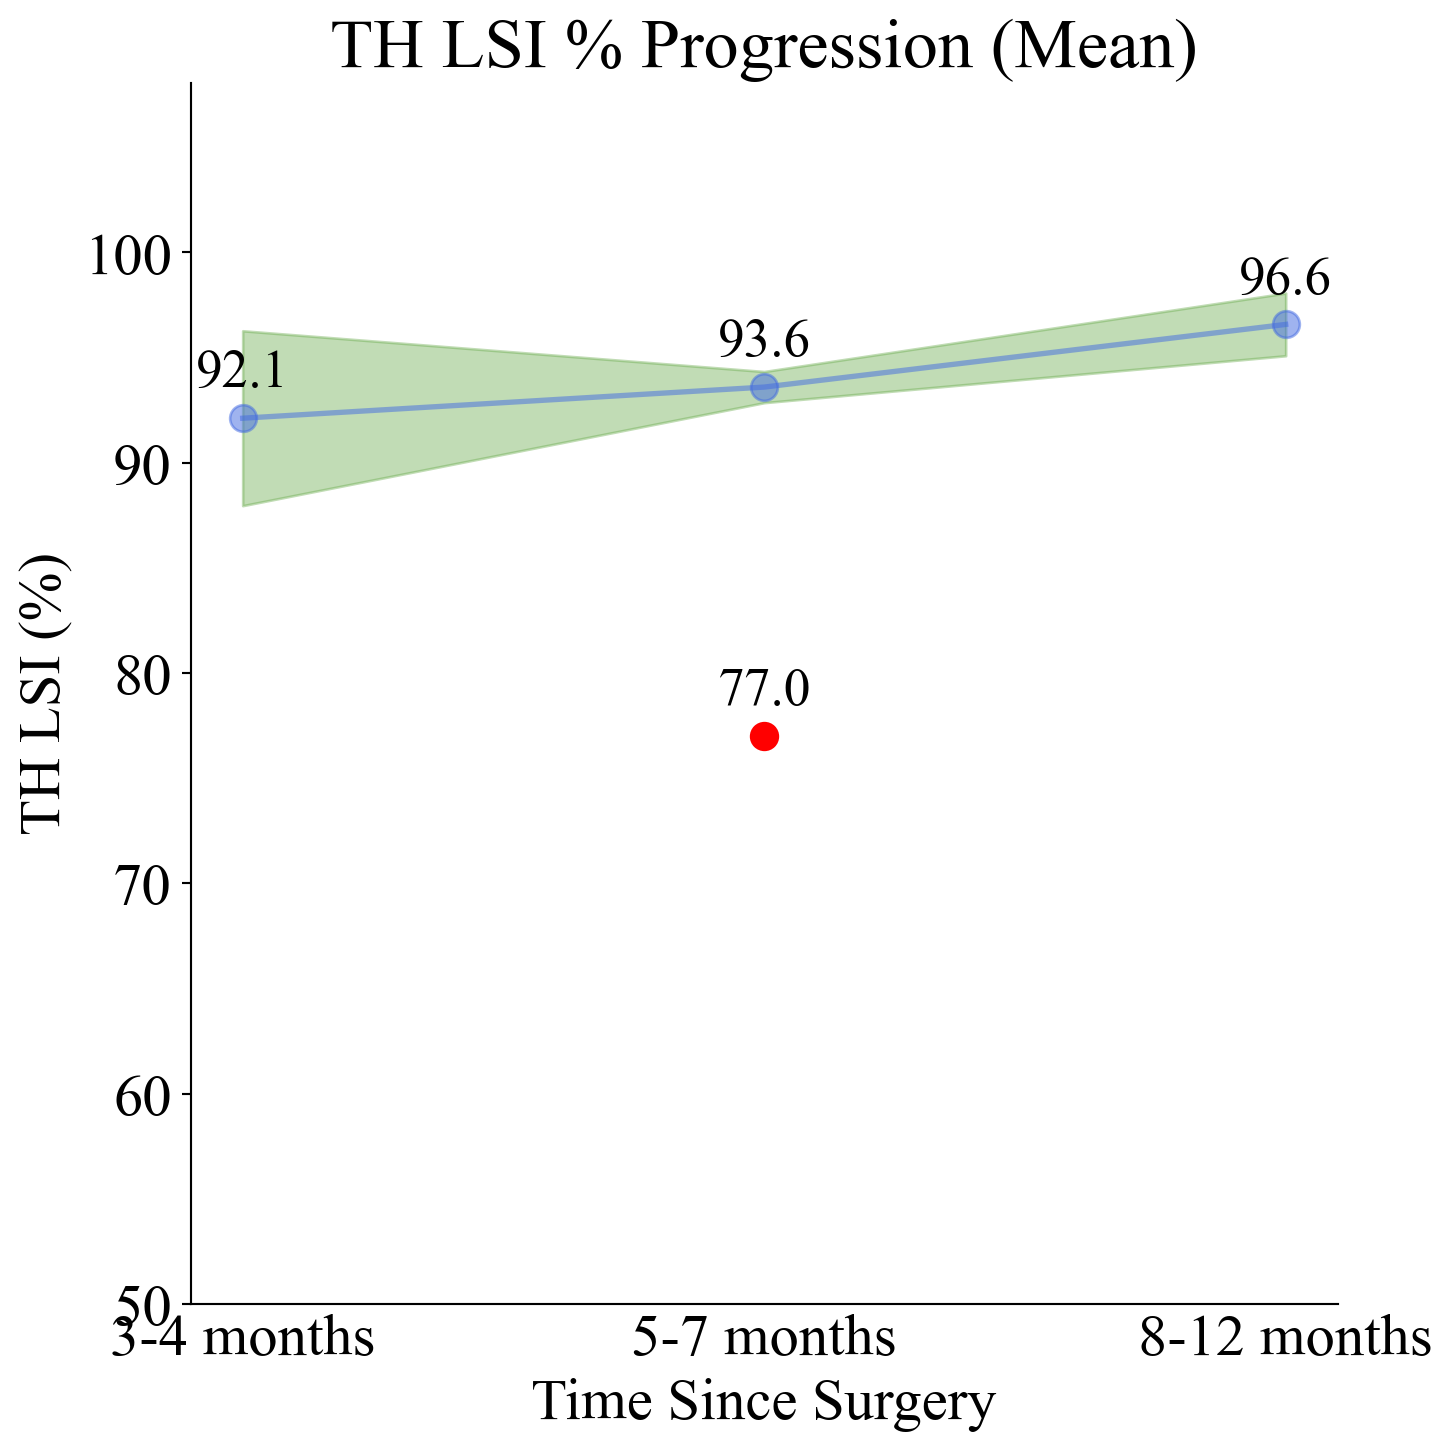 TH LSI % Progression (Mean)
100
96.6
93.6
92.1
90
80
77.0
70
60
50
TH LSI (%)
3-4 months
5-7 months
8-12 months
Time Since Surgery